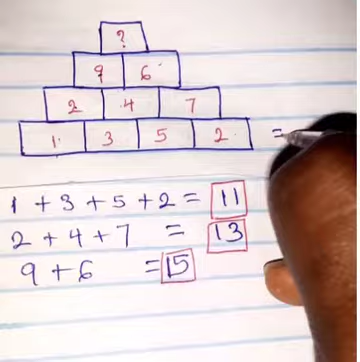 ?
9 6
2 4 7
1 3 5 2 =
1 + 3 + 5 + 2 = 11
2 + 4 + 7 = 13
9 + 6 = 15